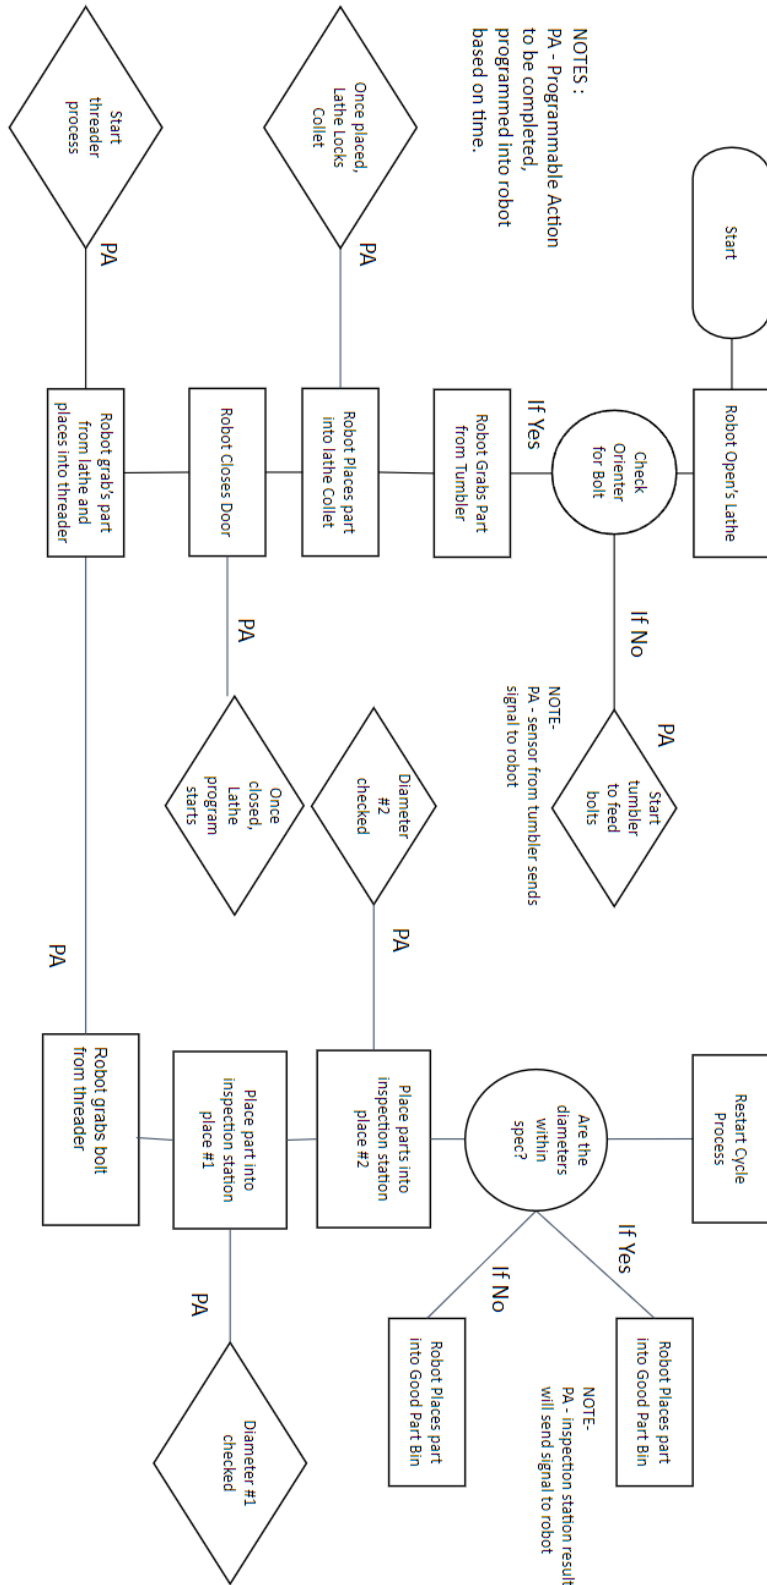 NOTES :
PA - Programmable Action
to be completed,
programmed into robot
based on time.
Start
Robot Open's Lathe
Check
Orienter
for Bolt
If No
PA
Start
tumbler
to feed
bolts
NOTE-
PA - sensor from tumbler sends
signal to robot
If Yes
Robot Grabs Part
from Tumbler
Robot Places part
into lathe Collet
PA
Once placed,
Lathe Locks
Collet
Robot Closes Door
PA
Once
closed,
Lathe
program
starts
Robot grab's part
from lathe and
places into threader
PA
Start
threader
process
PA
Robot grabs bolt
from threader
Place part into
inspection station
place #1
PA
Diameter #1
checked
Place parts into
inspection station
place #2
PA
Diameter
#2
checked
Are the
diameters
within
spec?
If Yes
Robot Places part
into Good Part Bin
If No
Robot Places part
into Good Part Bin
NOTE-
PA - inspection station result
will send signal to robot
Restart Cycle
Process